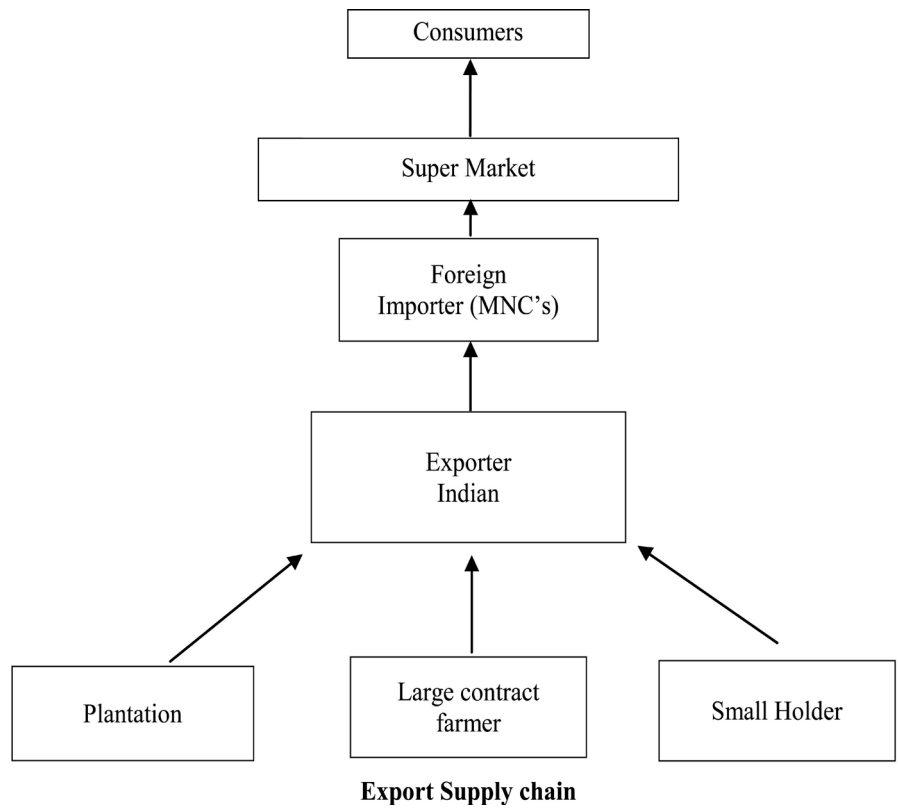 Consumers
Super Market
Foreign
Importer (MNC's)
Exporter
Indian
Plantation
Large contract
farmer
Small Holder
Export Supply chain